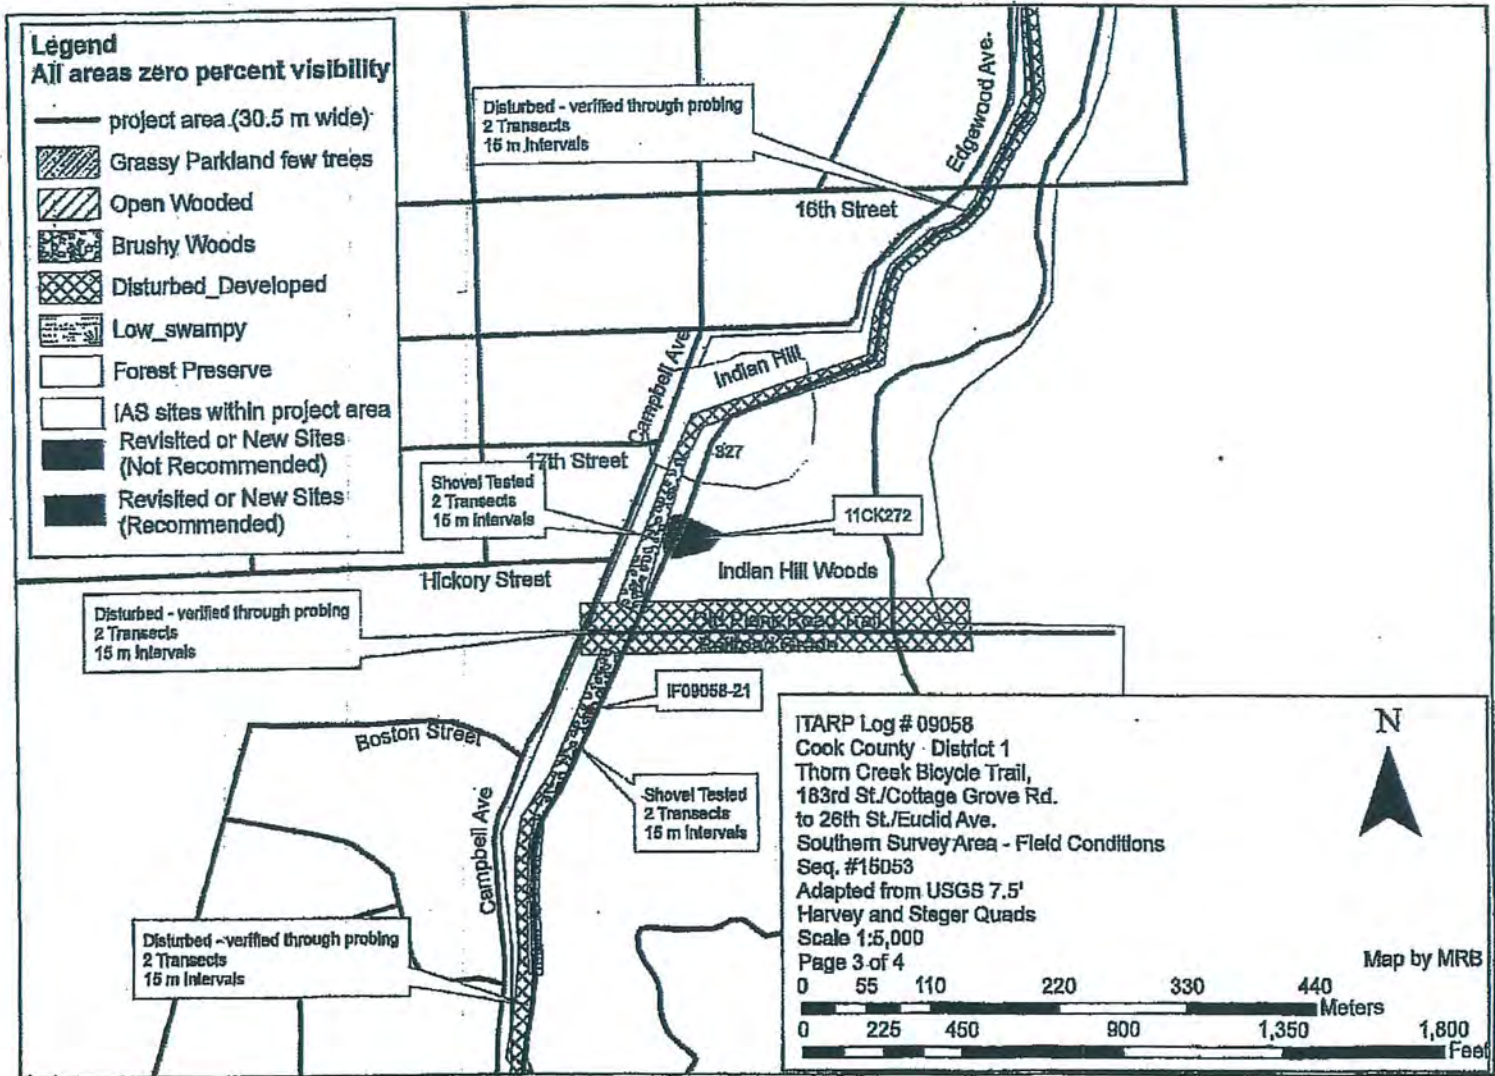 Legend
All areas zero percent visibility
project area (30.5 m wide)
Grassy Parkland few trees
Open Wooded
Brushy Woods
Disturbed_Developed
Low_swampy
Forest Preserve
IAS sites within project area
Revisited or New Sites
(Not Recommended)
Revisited or New Sites
(Recommended)
Disturbed - verified through probing
2 Transects
15 m Intervals
Edgewood Ave.
16th Street
Campbell Ave
Indian Hill
17th Street
927
Shovel Tested
2 Transects
15 m Intervals
11CK272
Hickory Street
Indian Hill Woods
Disturbed - verified through probing
2 Transects
15 m Intervals
Old Plank Road Trail
Railroad Grade
IF09058-21
Boston Street
Campbell Ave
Shovel Tested
2 Transects
15 m Intervals
Disturbed - verified through probing
2 Transects
15 m Intervals
ITARP Log # 09058
Cook County - District 1
Thorn Creek Bicycle Trail,
183rd St./Cottage Grove Rd.
to 26th St./Euclid Ave.
Southern Survey Area - Field Conditions
Seq. #15053
Adapted from USGS 7.5'
Harvey and Steger Quads
Scale 1:5,000
Page 3 of 4
N
Map by MRB
0 55 110 220 330 440
Meters
0 225 450 900 1,350 1,800
Feet